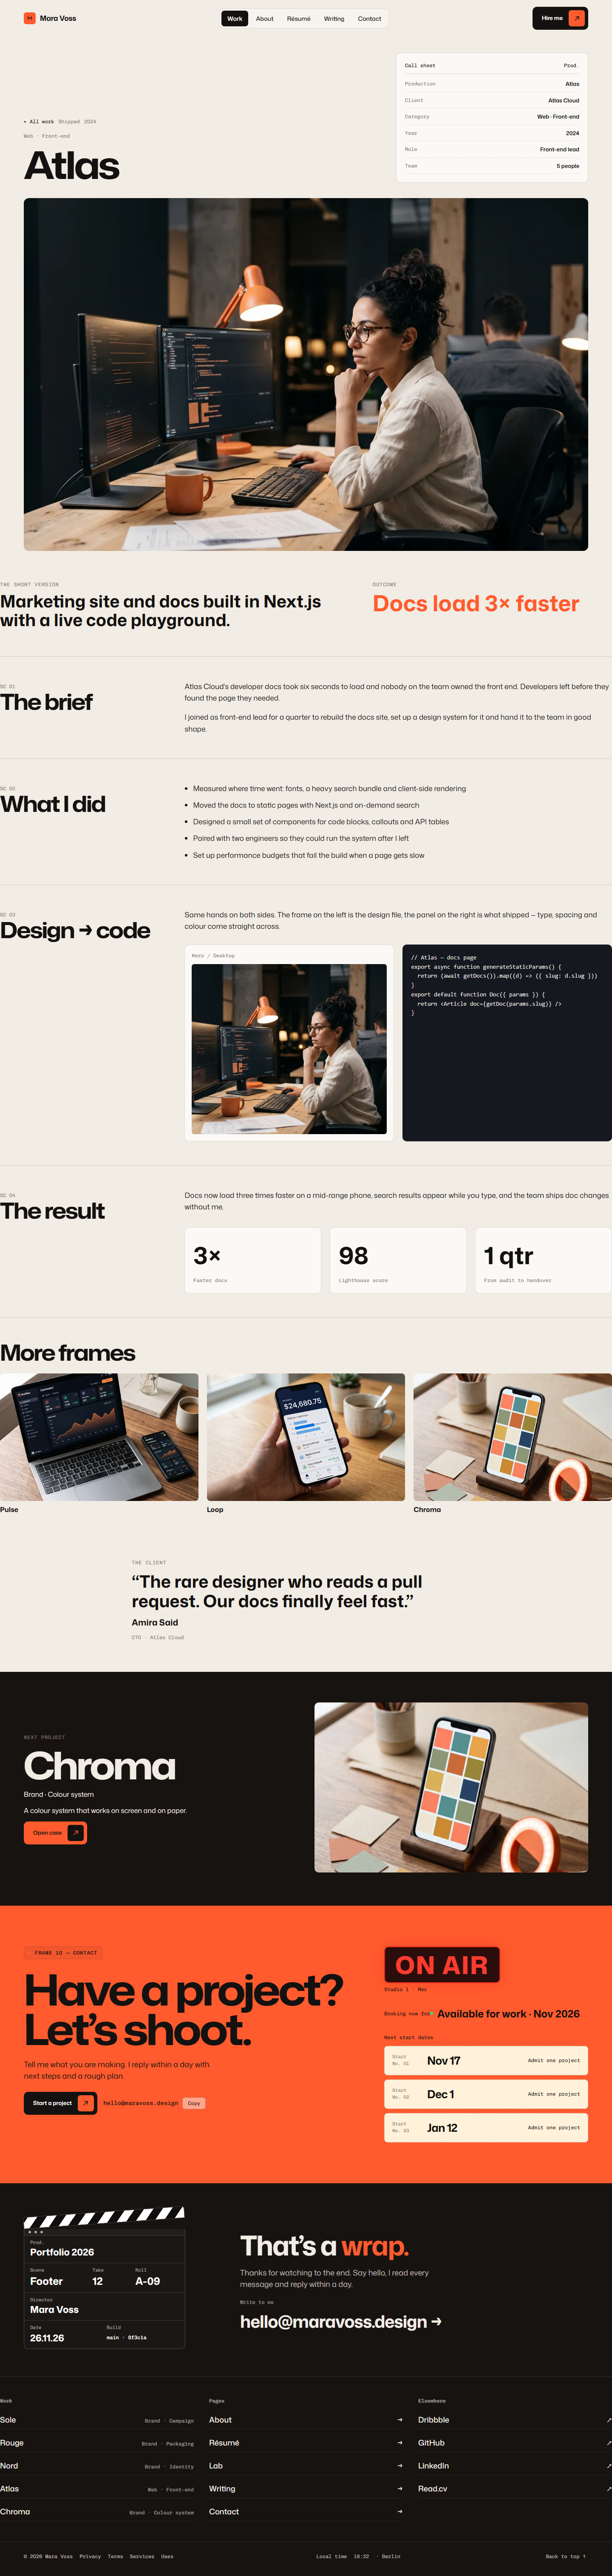 M Mara Voss
Work About Résumé Writing Contact
Hire me ↗
Call sheet Prod.
Production Atlas
Client Atlas Cloud
Category Web · Front-end
Year 2024
Role Front-end lead
Team 5 people
← All work Shipped 2024
Web · Front-end
Atlas
THE SHORT VERSION
Marketing site and docs built in Next.js
with a live code playground.
OUTCOME
Docs load 3× faster
SC 01
The brief
Atlas Cloud's developer docs took six seconds to load and nobody on the team owned the front end. Developers left before they
found the page they needed.
I joined as front-end lead for a quarter to rebuild the docs site, set up a design system for it and hand it to the team in good
shape.
SC 02
What I did
• Measured where time went: fonts, a heavy search bundle and client-side rendering
• Moved the docs to static pages with Next.js and on-demand search
• Designed a small set of components for code blocks, callouts and API tables
• Paired with two engineers so they could run the system after I left
• Set up performance budgets that fail the build when a page gets slow
SC 03
Design → code
Same hands on both sides. The frame on the left is the design file, the panel on the right is what shipped — type, spacing and
colour come straight across.
Hero / Desktop
// Atlas — docs page
export async function generateStaticParams() {
return (await getDocs()).map((d) => ({ slug: d.slug }))
}
export default function Doc({ params }) {
return <Article doc={getDoc(params.slug)} />
}
SC 04
The result
Docs now load three times faster on a mid-range phone, search results appear while you type, and the team ships doc changes
without me.
3×
Faster docs
98
Lighthouse score
1 qtr
From audit to handover
More frames
$24,680.75
Pulse
Loop
Chroma
THE CLIENT
“The rare designer who reads a pull
request. Our docs finally feel fast.”
Amira Said
CTO · Atlas Cloud
NEXT PROJECT
Chroma
Brand · Colour system
A colour system that works on screen and on paper.
Open case ↗
FRAME 10 — CONTACT
Have a project?
Let’s shoot.
Tell me what you are making. I reply within a day with
next steps and a rough plan.
Start a project ↗ hello@maravoss.design Copy
ON AIR
Studio 1 · Rec
Booking now for Available for work · Nov 2026
Next start dates
Start
No. 01
Nov 17
Admit one project
Start
No. 02
Dec 1
Admit one project
Start
No. 03
Jan 12
Admit one project
Prod.
Portfolio 2026
Scene Take Roll
Footer 12 A-09
Director
Mara Voss
Date Build
26.11.26 main · 8f3c1a
That’s a wrap.
Thanks for watching to the end. Say hello, I read every
message and reply within a day.
Write to me
hello@maravoss.design →
Work
Sole Brand · Campaign
Rouge Brand · Packaging
Nord Brand · Identity
Atlas Web · Front-end
Chroma Brand · Colour system
Pages
About →
Résumé →
Lab →
Writing →
Contact →
Elsewhere
Dribbble ↗
GitHub ↗
LinkedIn ↗
Read.cv ↗
© 2026 Mara Voss Privacy Terms Services Uses
Local time 18:22 · Berlin
Back to top ↑